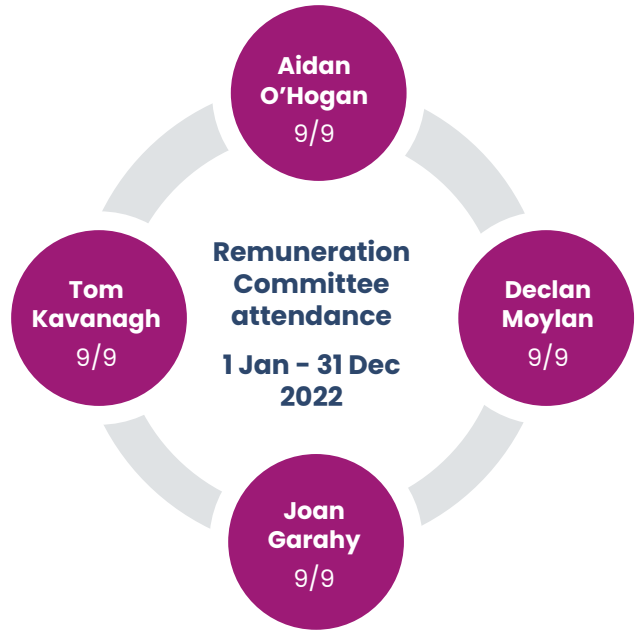 Aidan
O’Hogan
9/9
Tom
Kavanagh
9/9
Remuneration
Committee
attendance
1 Jan - 31 Dec
2022
Declan
Moylan
9/9
Joan
Garahy
9/9